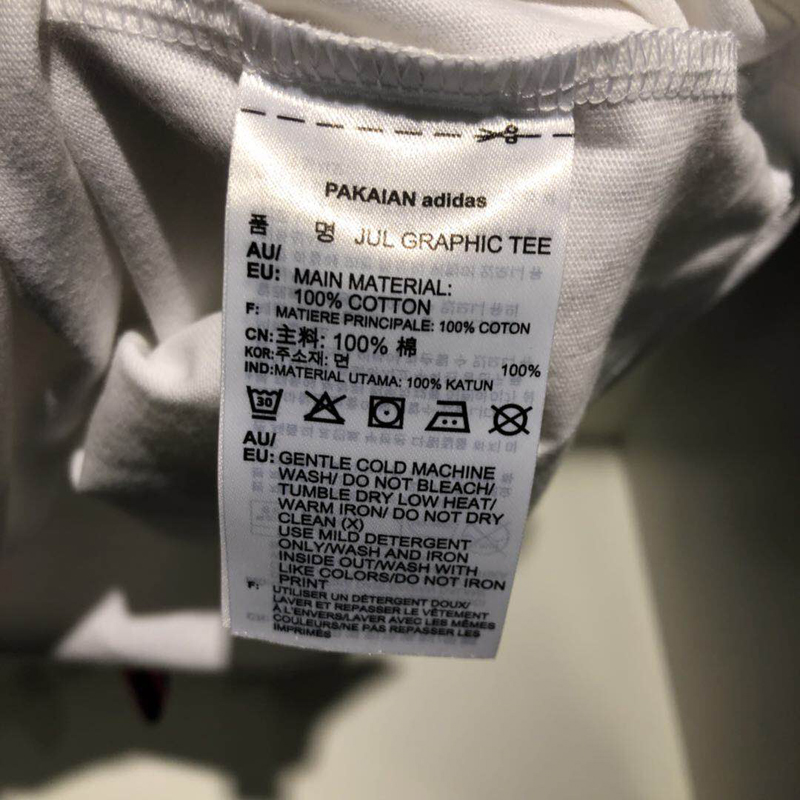 PAKAIAN adidas
품 명 JUL GRAPHIC TEE
AU/
EU: MAIN MATERIAL:
100% COTTON
F: MATIERE PRINCIPALE: 100% COTON
CN:主料: 100% 棉
KOR:주소재: 면 100%
IND:MATERIAL UTAMA: 100% KATUN
30
AU/
EU: GENTLE COLD MACHINE
WASH/ DO NOT BLEACH/
TUMBLE DRY LOW HEAT/
WARM IRON/ DO NOT DRY
CLEAN (X)
USE MILD DETERGENT
ONLY/WASH AND IRON
INSIDE OUT/WASH WITH
LIKE COLORS/DO NOT IRON
PRINT
F: UTILISER UN DÉTERGENT DOUX/
LAVER ET REPASSER LE VÊTEMENT
À L'ENVERS/LAVER AVEC LES MÊMES
COULEURS/NE PAS REPASSER LES
IMPRIMÉS